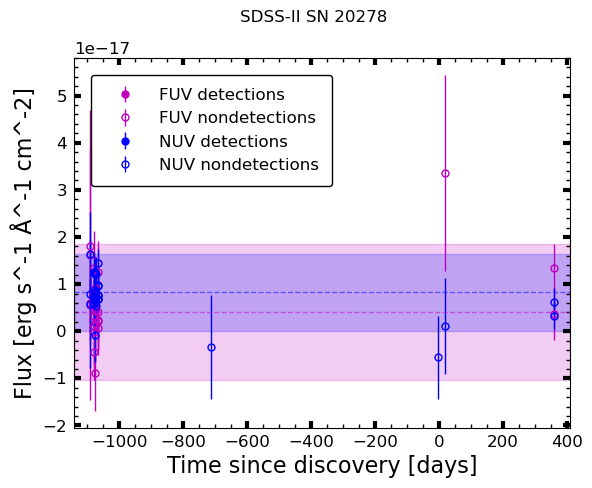 SDSS-II SN 20278
1e−17
FUV detections
FUV nondetections
NUV detections
NUV nondetections
5
4
3
2
1
0
−1
−2
Flux [erg s^-1 Å^-1 cm^-2]
−1000 −800 −600 −400 −200 0 200 400
Time since discovery [days]